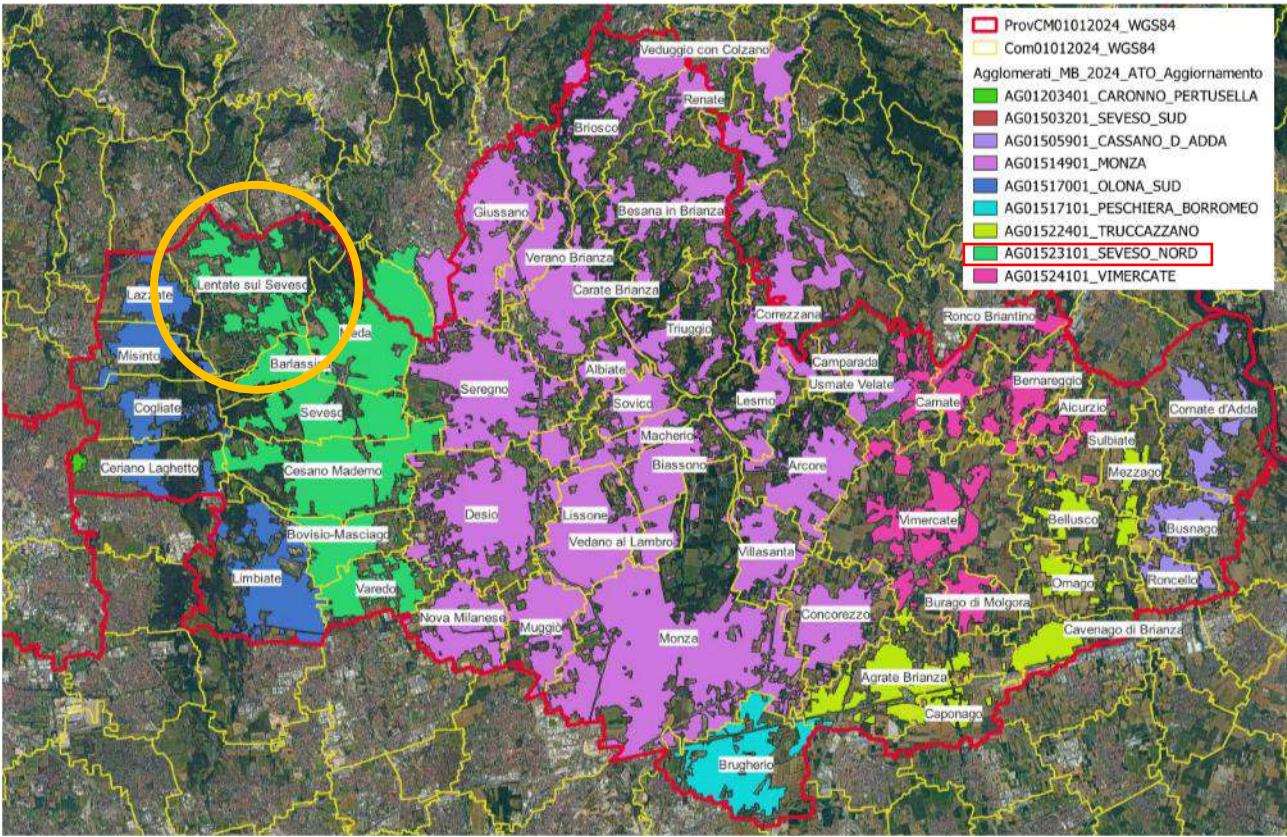 ProvCM01012024_WGS84
Com01012024_WGS84
Agglomerati_MB_2024_ATO_Aggiornamento
AG01203401_CARONNO_PERTUSELLA
AG01503201_SEVESO_SUD
AG01505901_CASSANO_D_ADDA
AG01514901_MONZA
AG01517001_OLONA_SUD
AG01517101_PESCHIERA_BORROMEO
AG01522401_TRUCCAZZANO
AG01523101_SEVESO_NORD
AG01524101_VIMERCATE
Veduggio con Colzano
Renate
Briosco
Giussano
Besana in Brianza
Verano Brianza
Lentate sul Seveso
Carate Brianza
Lazzate
Correzzana
Ronco Briantino
Meda
Triuggio
Misinto
Barlassina
Albiate
Camparada
Usmate Velate
Bernareggio
Seregno
Lesmo
Carnate
Cogliate
Seveso
Sovico
Aicurzio
Cornate d'Adda
Macherio
Sulbiate
Ceriano Laghetto
Cesano Maderno
Biassono
Arcore
Mezzago
Desio
Lissone
Vimercate
Bellusco
Busnago
Bovisio-Masciago
Vedano al Lambro
Villasanta
Limbiate
Varedo
Ornago
Roncello
Nova Milanese
Muggiò
Monza
Concorezzo
Burago di Molgora
Cavenago di Brianza
Agrate Brianza
Caponago
Brugherio